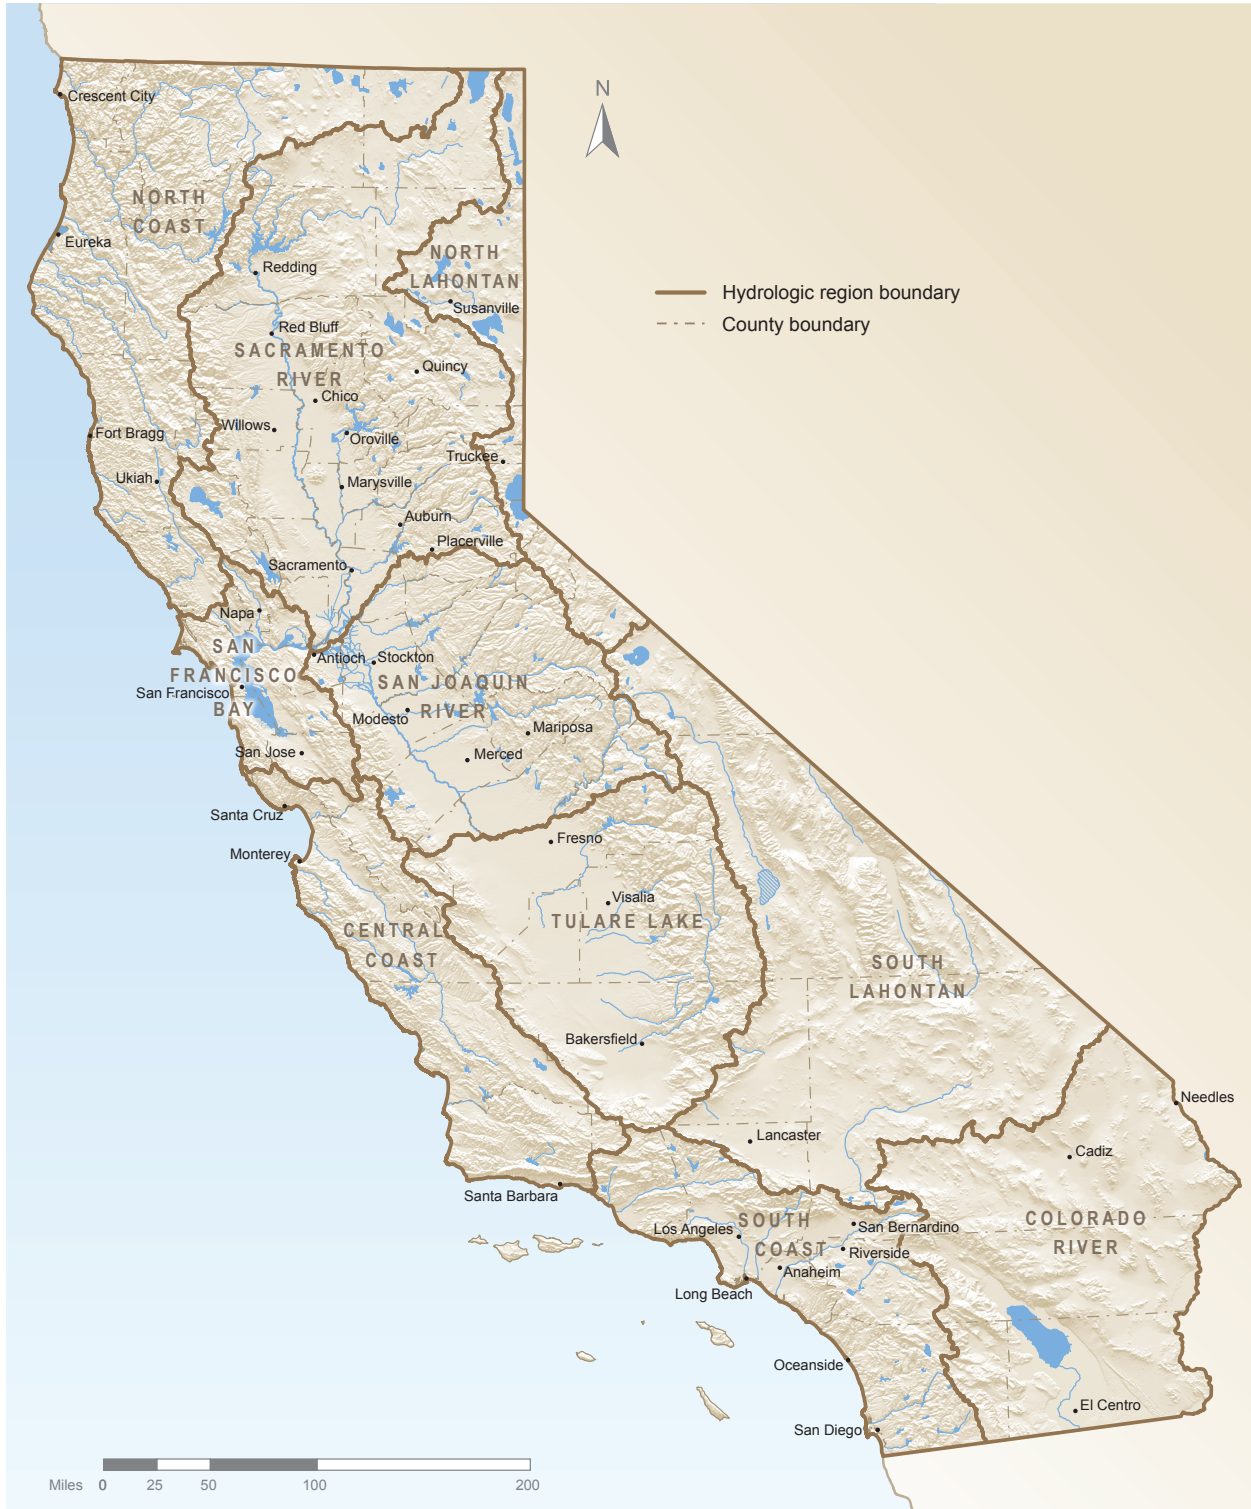 N
Crescent City
NORTH
COAST
Eureka
Redding
NORTH
LAHONTAN
Susanville
Hydrologic region boundary
County boundary
Red Bluff
SACRAMENTO
RIVER
Quincy
Chico
Willows
Oroville
Fort Bragg
Truckee
Ukiah
Marysville
Auburn
Placerville
Sacramento
Napa
SAN
FRANCISCO
BAY
Antioch
Stockton
San Francisco
SAN JOAQUIN
RIVER
Modesto
Mariposa
San Jose
Merced
Santa Cruz
Fresno
Monterey
Visalia
TULARE LAKE
CENTRAL
COAST
SOUTH
LAHONTAN
Bakersfield
Needles
Lancaster
Cadiz
Santa Barbara
Los Angeles
SOUTH
COAST
San Bernardino
Riverside
COLORADO
RIVER
Anaheim
Long Beach
Oceanside
El Centro
San Diego
Miles 0 25 50 100 200